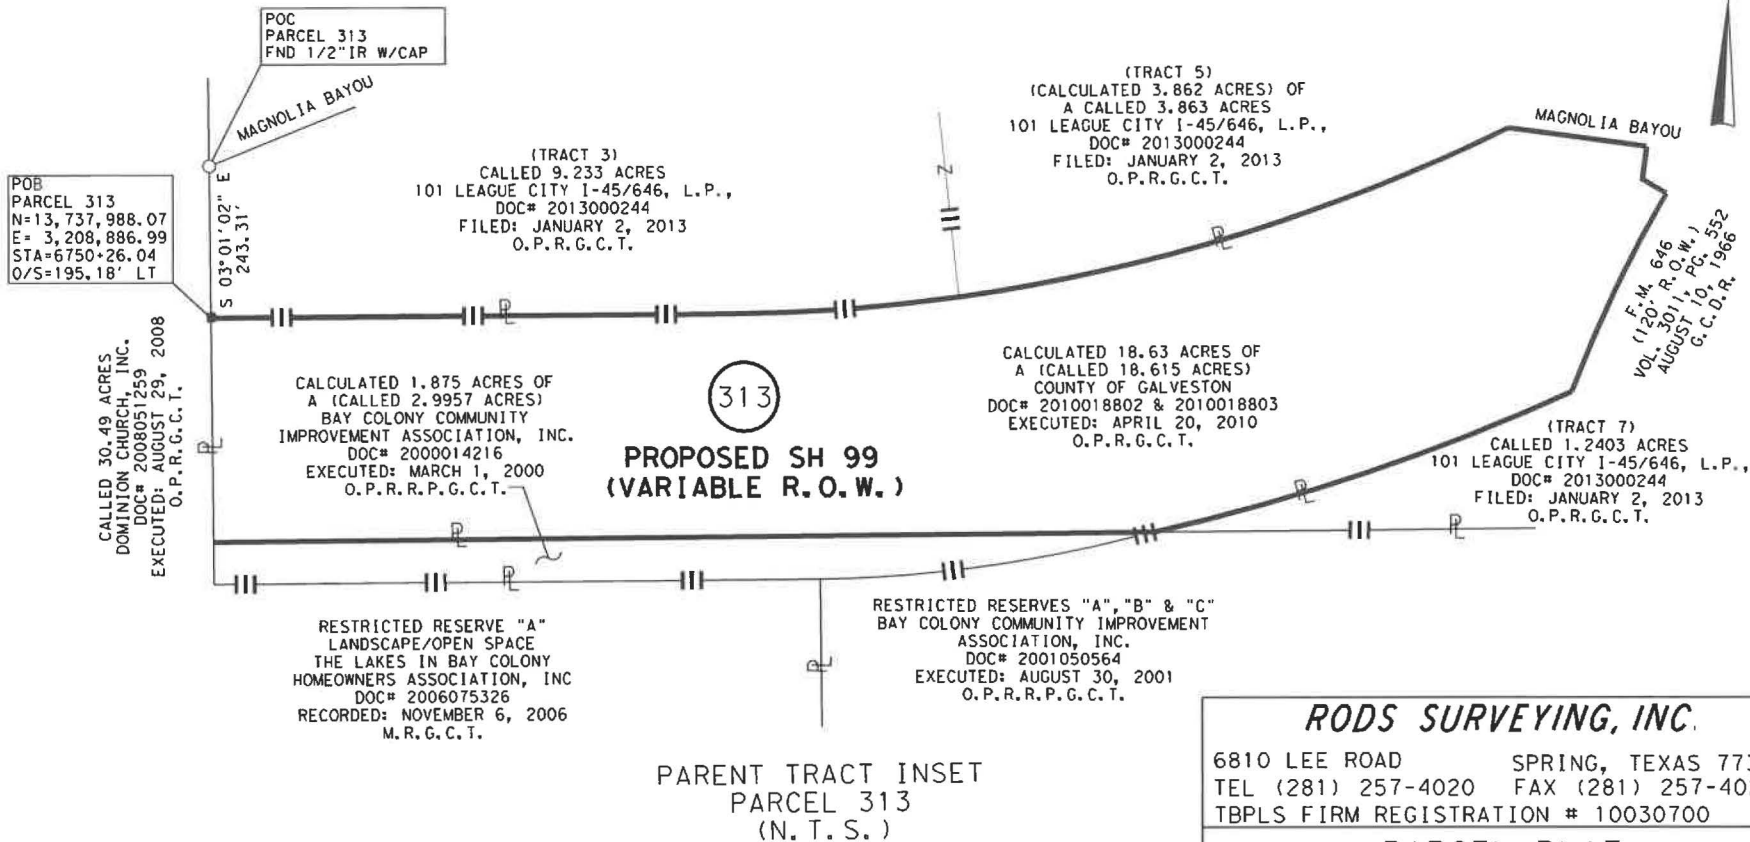 POC
PARCEL 313
FND 1/2"IR W/CAP
MAGNOLIA BAYOU
POB
PARCEL 313
N=13,737,988.07
E= 3,208,886.99
STA=6750+26.04
O/S=195.18' LT
S 03°01'02" E
243.31'
(TRACT 3)
CALLED 9.233 ACRES
101 LEAGUE CITY I-45/646, L.P.,
DOC# 2013000244
FILED: JANUARY 2, 2013
O.P.R.G.C.T.
(TRACT 5)
(CALCULATED 3.862 ACRES) OF
A CALLED 3.863 ACRES
101 LEAGUE CITY I-45/646, L.P.,
DOC# 2013000244
FILED: JANUARY 2, 2013
O.P.R.G.C.T.
Z
MAGNOLIA BAYOU
F.M. 646
(120' R.O.W.)
VOL. 3011, PG. 552
AUGUST 10, 1966
G.C.D.R.
CALLED 30.49 ACRES
DOMINION CHURCH, INC.
DOC# 2008051259
EXECUTED: AUGUST 29, 2008
O.P.R.G.C.T.
CALCULATED 1.875 ACRES OF
A (CALLED 2.9957 ACRES)
BAY COLONY COMMUNITY
IMPROVEMENT ASSOCIATION, INC.
DOC# 2000014216
EXECUTED: MARCH 1, 2000
O.P.R.R.P.G.C.T.
313
PROPOSED SH 99
(VARIABLE R.O.W.)
CALCULATED 18.63 ACRES OF
A (CALLED 18.615 ACRES)
COUNTY OF GALVESTON
DOC# 2010018802 & 2010018803
EXECUTED: APRIL 20, 2010
O.P.R.G.C.T.
(TRACT 7)
CALLED 1.2403 ACRES
101 LEAGUE CITY I-45/646, L.P.,
DOC# 2013000244
FILED: JANUARY 2, 2013
O.P.R.G.C.T.
RESTRICTED RESERVE "A"
LANDSCAPE/OPEN SPACE
THE LAKES IN BAY COLONY
HOMEOWNERS ASSOCIATION, INC
DOC# 2006075326
RECORDED: NOVEMBER 6, 2006
M.R.G.C.T.
RESTRICTED RESERVES "A","B" & "C"
BAY COLONY COMMUNITY IMPROVEMENT
ASSOCIATION, INC.
DOC# 2001050564
EXECUTED: AUGUST 30, 2001
O.P.R.R.P.G.C.T.
PARENT TRACT INSET
PARCEL 313
(N.T.S.)
RODS SURVEYING, INC.
6810 LEE ROAD SPRING, TEXAS
TEL (281) 257-4020 FAX (281)
TBPLS FIRM REGISTRATION # 10030700